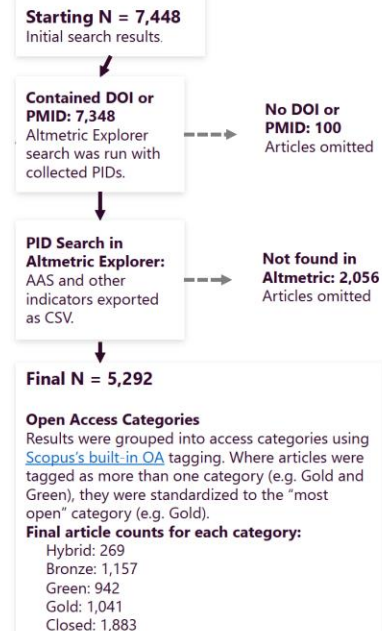 Starting N = 7,448
Initial search results.
Contained DOI or
PMID: 7,348
Altmetric Explorer
search was run with
collected PIDs.
No DOI or
PMID: 100
Articles omitted
PID Search in
Altmetric Explorer:
AAS and other
indicators exported
as CSV.
Not found in
Altmetric: 2,056
Articles omitted
Final N = 5,292
Open Access Categories
Results were grouped into access categories using
Scopus's built-in OA tagging. Where articles were
tagged as more than one category (e.g. Gold and
Green), they were standardized to the “most
open” category (e.g. Gold).
Final article counts for each category:
Hybrid: 269
Bronze: 1,157
Green: 942
Gold: 1,041
Closed: 1,883